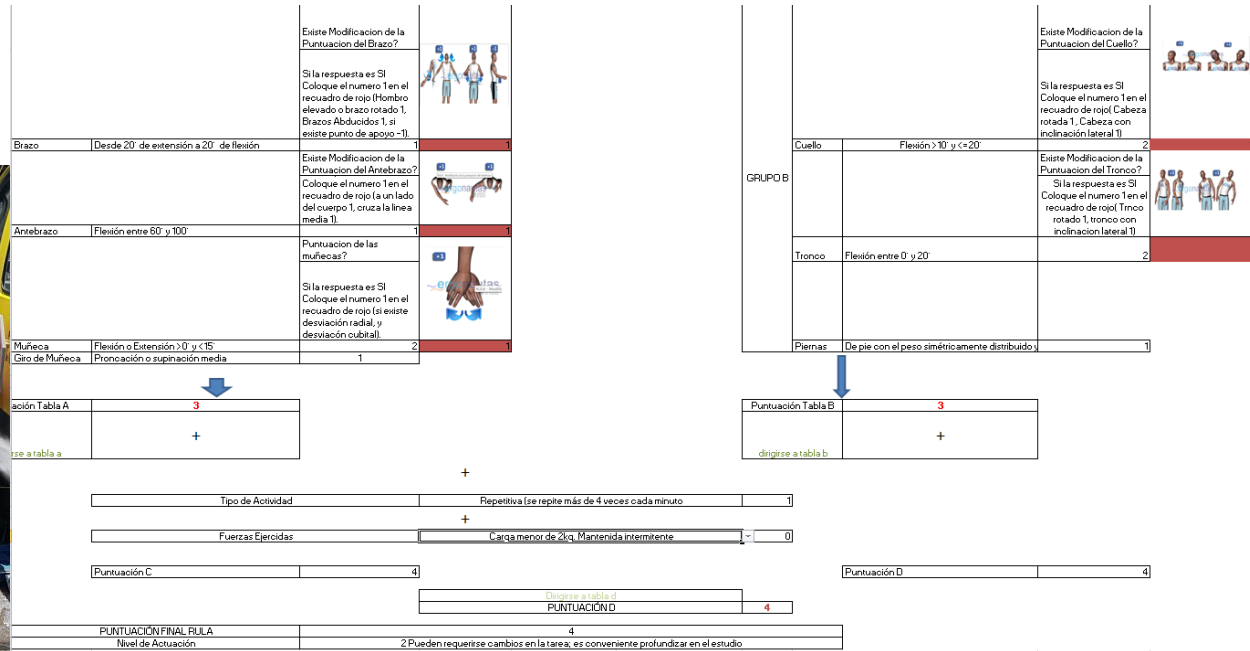 Existe Modificacion de la
Puntuacion del Brazo?
Si la respuesta es SI
Coloque el numero 1 en el
recuadro de rojo (Hombro
elevado o brazo rotado 1,
Brazos Abducidos 1, si
existe punto de apoyo -1).
Brazo Desde 20° de extensión a 20° de flexión 1 1
Existe Modificacion de la
Puntuacion del Antebrazo?
Coloque el numero 1 en el
recuadro de rojo (a un lado
del cuerpo 1, cruza la linea
media 1).
Antebrazo Flexión entre 60° y 100° 1 1
Puntuacion de las
muñecas?
Si la respuesta es SI
Coloque el numero 1 en el
recuadro de rojo (si existe
desviación radial, y
desviacón cubital).
+1
Muñeca Flexión o Extensión >0° y <15° 2 1
Giro de Muñeca Proncación o supinación media 1
ación Tabla A 3
+
rse a tabla a
GRUPO B
Existe Modificacion de la
Puntuacion del Cuello?
Si la respuesta es SI
Coloque el numero 1 en el
recuadro de rojo( Cabeza
rotada 1, Cabeza con
inclinación lateral 1)
Cuello Flexión >10° y <=20° 2
Existe Modificacion de la
Puntuacion del Tronco?
Si la respuesta es SI
Coloque el numero 1 en el
recuadro de rojo( Trnco
rotado 1, tronco con
inclinacion lateral 1)
Tronco Flexión entre 0° y 20° 2
Piernas De pie con el peso simétricamente distribuido y 1
Puntuación Tabla B 3
+
dirigirse a tabla b
+
Tipo de Actividad Repetitiva (se repite más de 4 veces cada minuto 1
+
Fuerzas Ejercidas Carga menor de 2kg. Mantenida intermitente 0
Puntuación C 4
Puntuación D 4
Dirigirse a tabla d
PUNTUACIÓN D 4
PUNTUACIÓN FINAL RULA 4
Nivel de Actuación 2 Pueden requerirse cambios en la tarea; es conveniente profundizar en el estudio